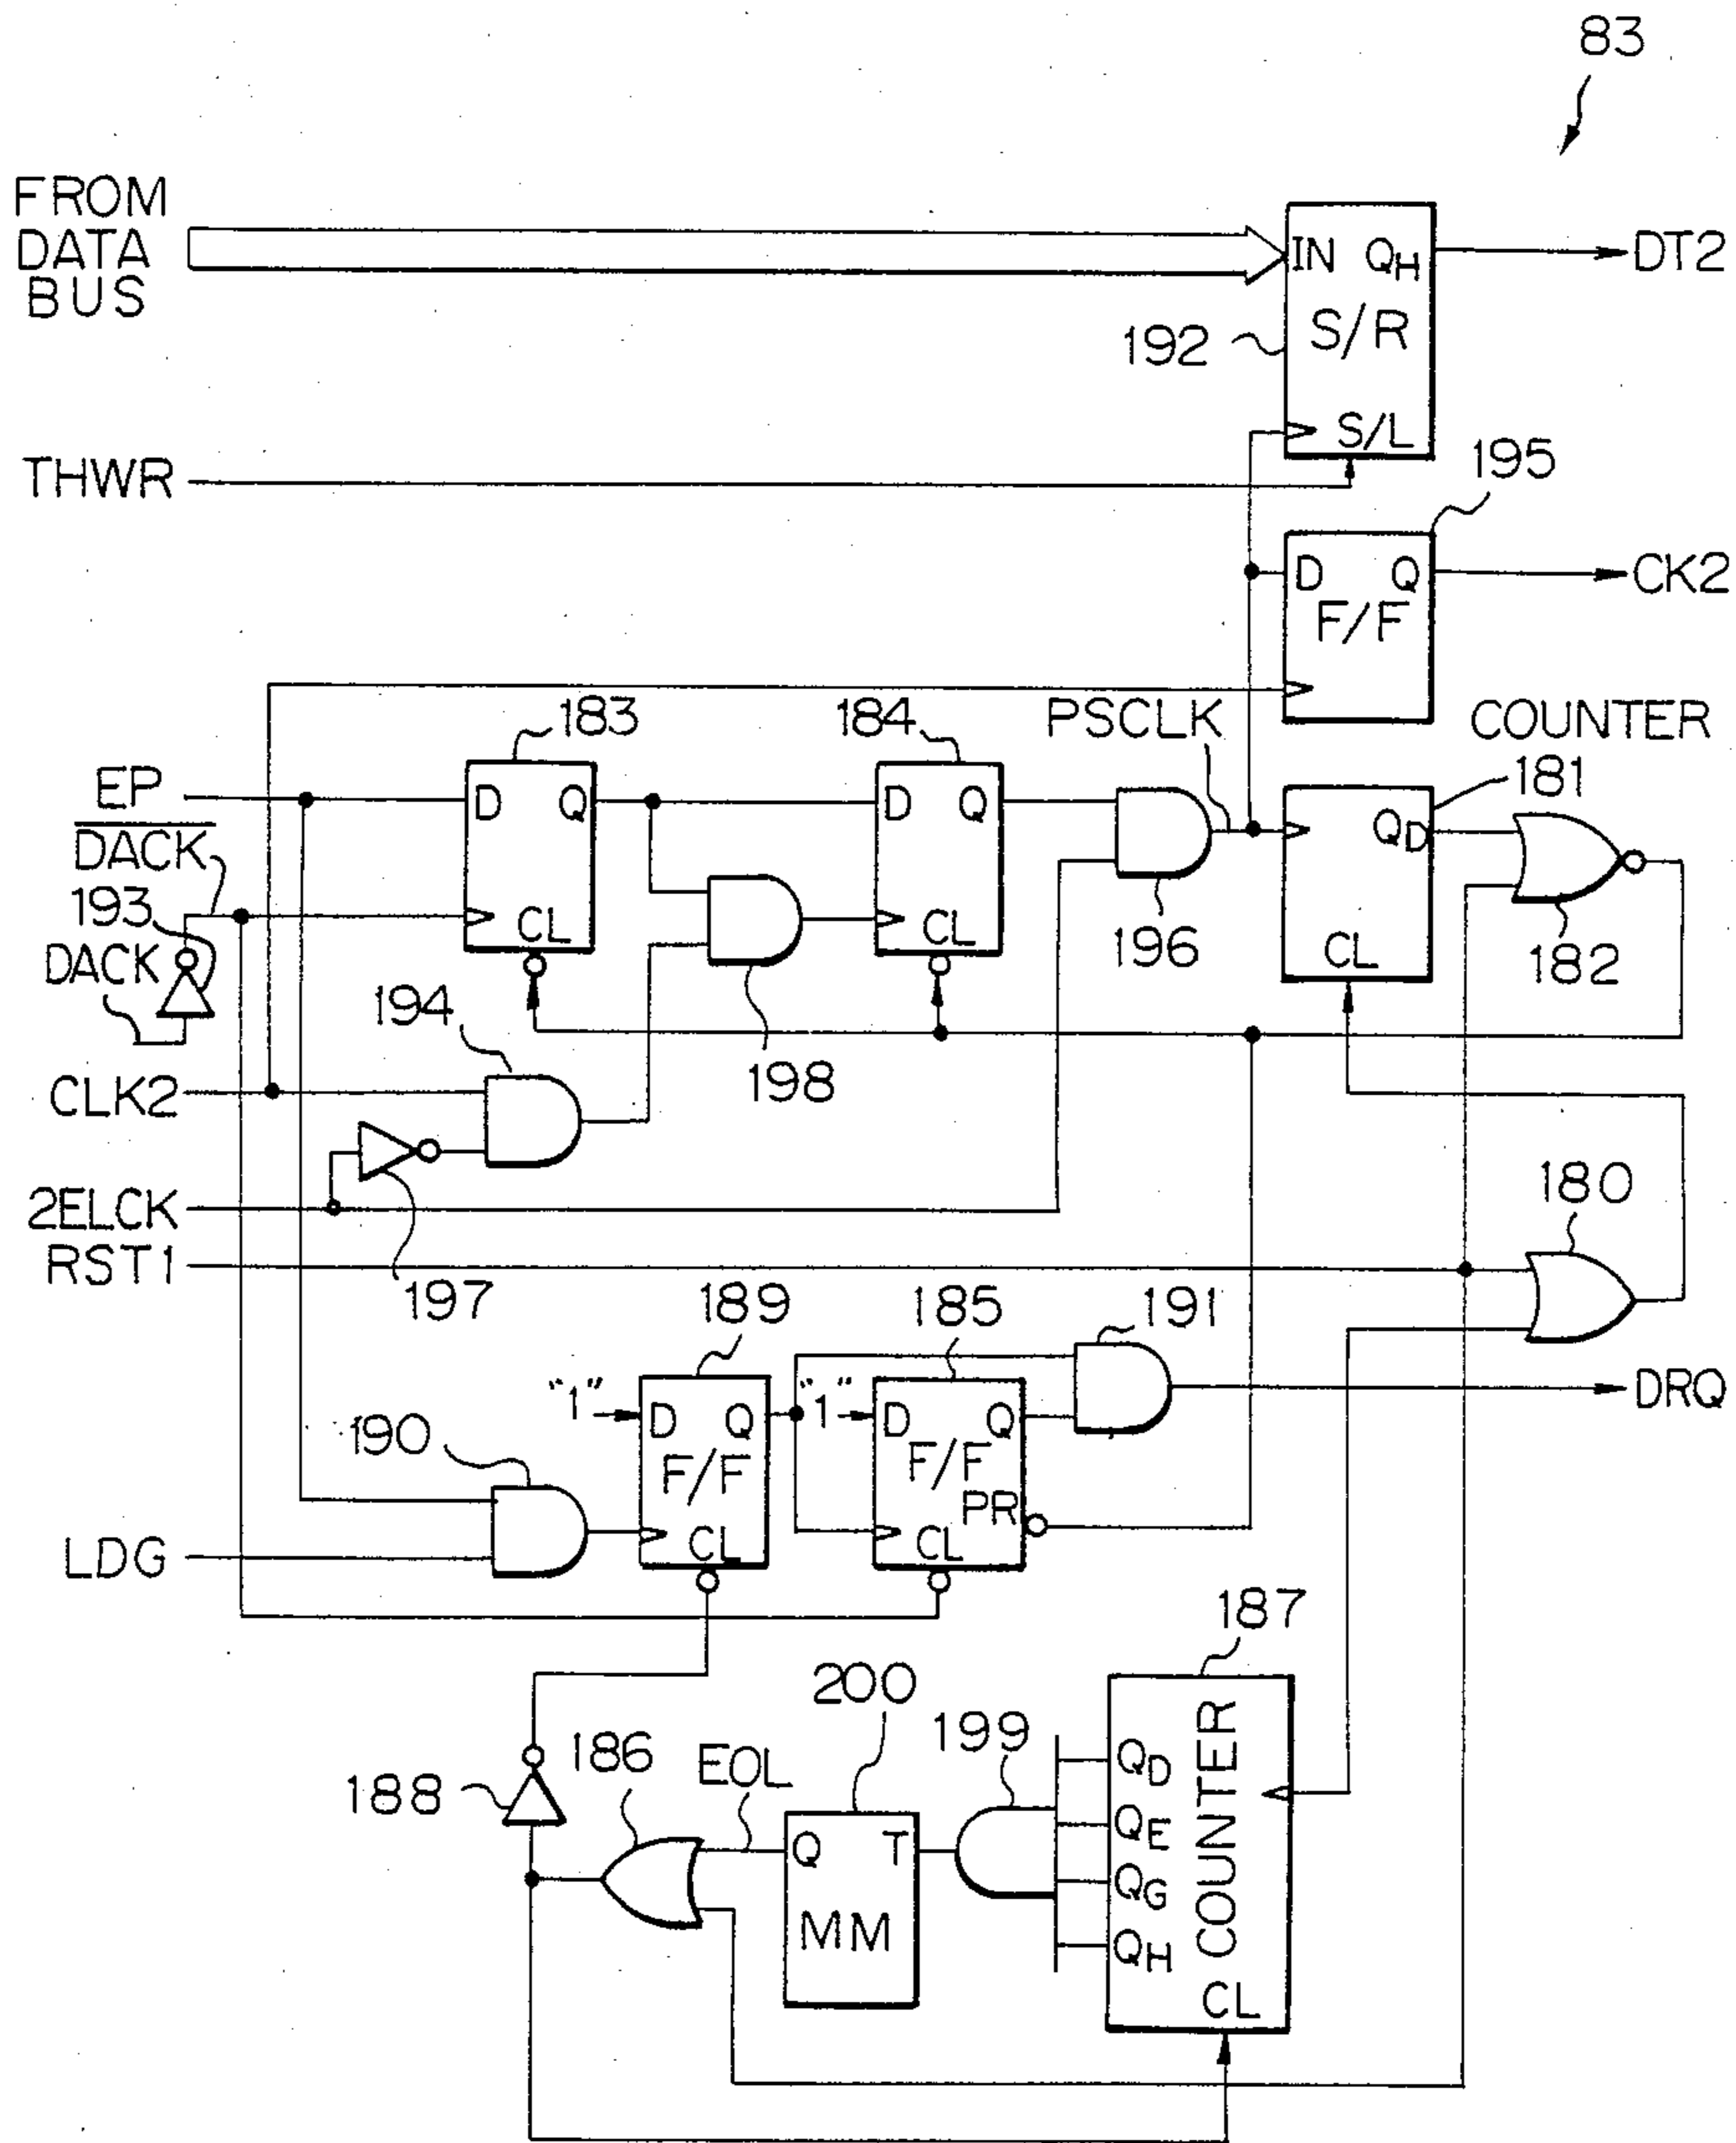 83
FROM
DATA
BUS
IN QH
S/R
S/L
DT2
192
THWR
195
D Q
F/F
CK2
183
184
PSCLK
COUNTER
181
EP
D Q
CL
D Q
CL
QD
CL
DACK
193
DACK
196
182
194
198
CLK2
2ELCK
RST1
197
180
189
185
191
"1"
D Q
F/F
CL
"1"
D Q
F/F
PR
CL
DRQ
190
LDG
187
200
199
186
EOL
188
Q T
MM
QD
QE
QG
QH
COUNTER
CL